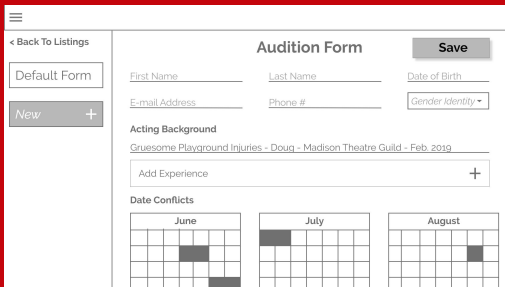 < Back To Listings
Audition Form
Save
Default Form
New +
First Name
Last Name
Date of Birth
E-mail Address
Phone #
Gender Identity
Acting Background
Gruesome Playground Injuries - Doug - Madison Theatre Guild - Feb. 2019
Add Experience +
Date Conflicts
June
July
August